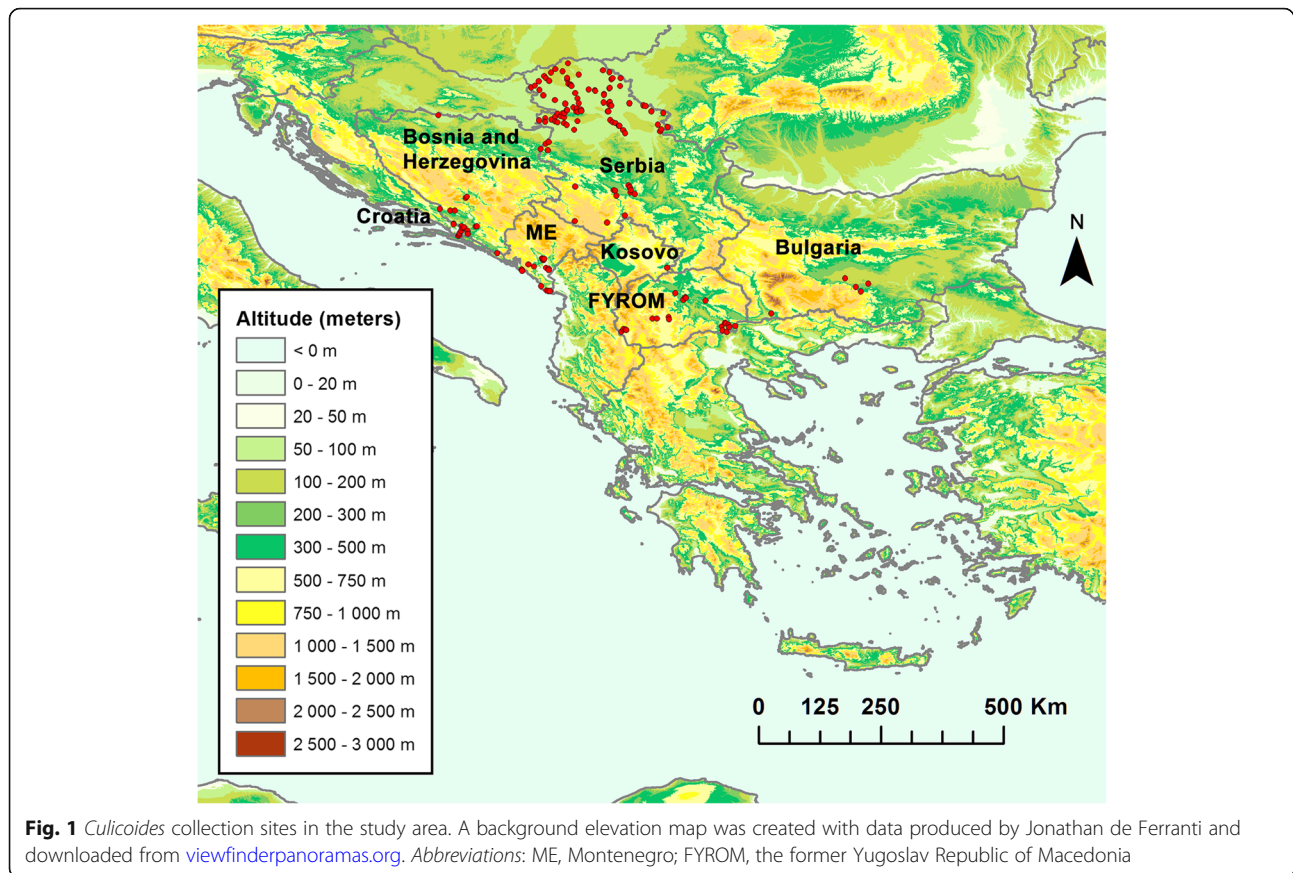 Bosnia and
Herzegovina
Serbia
Croatia
ME
Kosovo
Bulgaria
FYROM
N
Altitude (meters)
< 0 m
0 - 20 m
20 - 50 m
50 - 100 m
100 - 200 m
200 - 300 m
300 - 500 m
500 - 750 m
750 - 1 000 m
1 000 - 1 500 m
1 500 - 2 000 m
2 000 - 2 500 m
2 500 - 3 000 m
0 125 250 500 Km
Fig. 1 Culicoides collection sites in the study area. A background elevation map was created with data produced by Jonathan de Ferranti and
downloaded from viewfinderpanoramas.org. Abbreviations: ME, Montenegro; FYROM, the former Yugoslav Republic of Macedonia